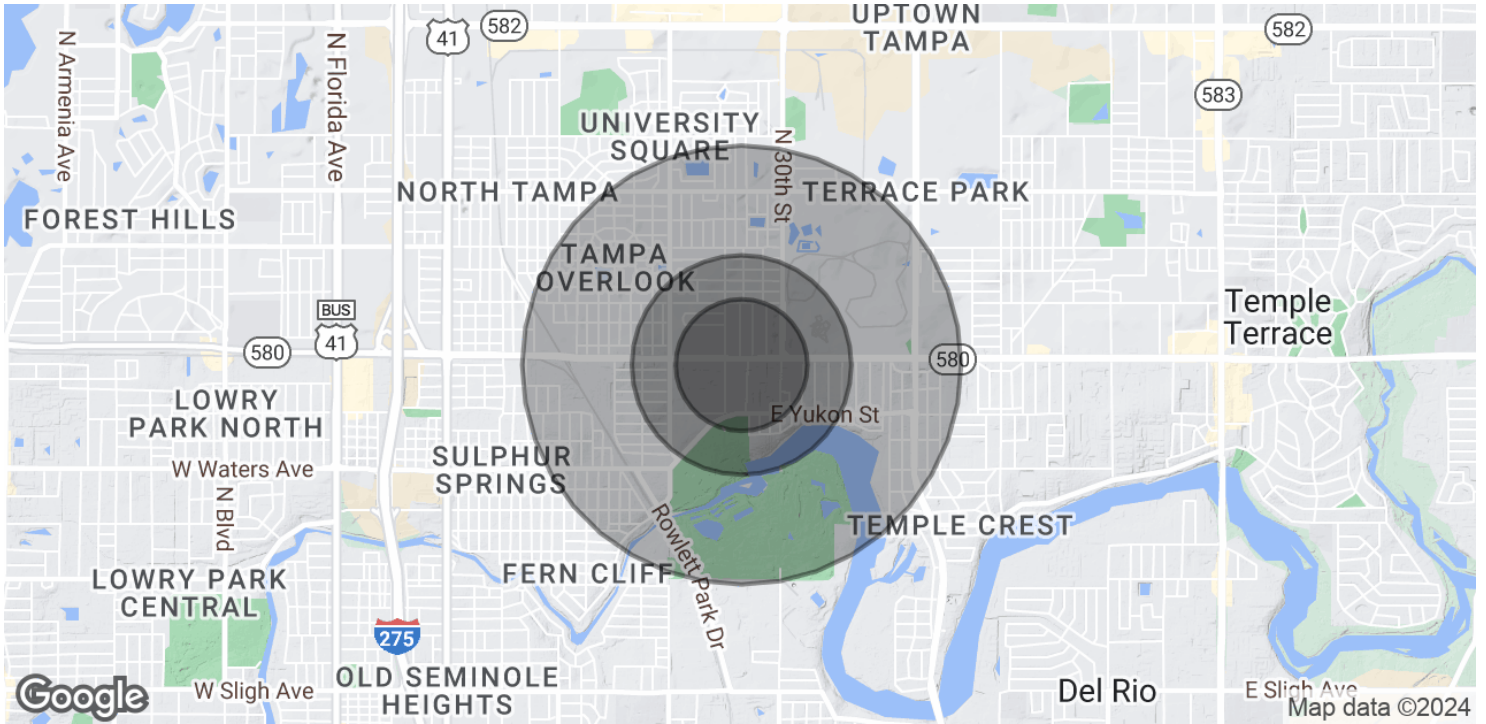 UPTOWN
TAMPA
582
41
582
N Armenia Ave
N Florida Ave
583
UNIVERSITY
SQUARE
N 30th St
NORTH TAMPA
TERRACE PARK
FOREST HILLS
TAMPA
OVERLOOK
Temple
Terrace
BUS
41
580
580
LOWRY
PARK NORTH
E Yukon St
SULPHUR
SPRINGS
W Waters Ave
N Blvd
Rowlett Park Dr
TEMPLE CREST
LOWRY PARK
CENTRAL
FERN CLIFF
275
OLD SEMINOLE
HEIGHTS
W Sligh Ave
Del Rio
E Sligh Ave
Google
Map data ©2024